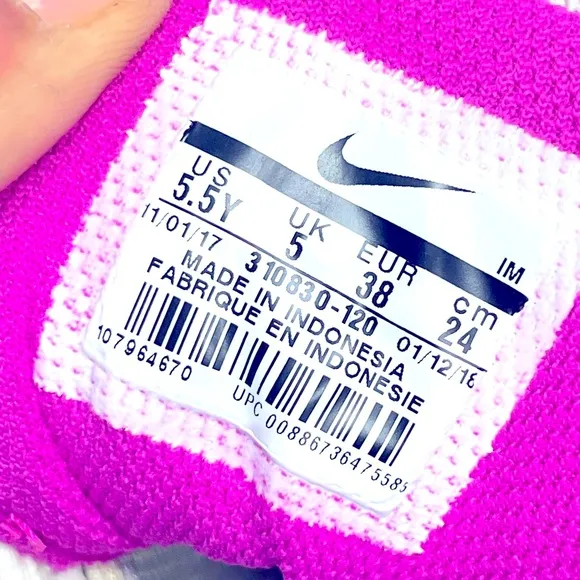 IM
US UK EUR cm
5.5Y 5 38 24
11/01/17 310830-120 01/12/18
MADE IN INDONESIA
FABRIQUE EN INDONESIE
107964670 UPC 00886736475585